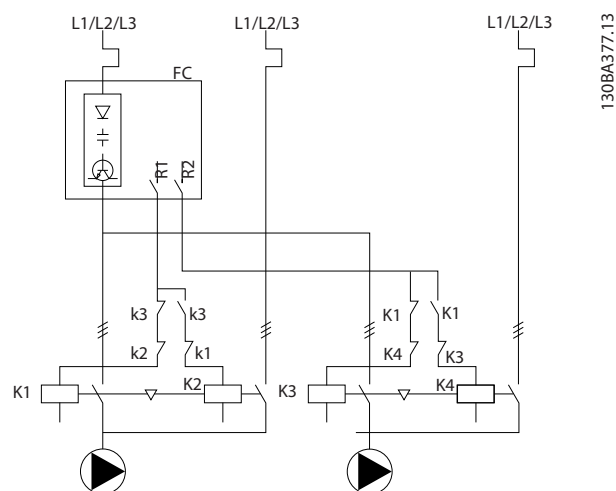 L1/L2/L3
L1/L2/L3
L1/L2/L3
130BA377.13
FC
R1
R2
k3
k3
K1
K1
k2
k1
K4
K3
K1
K2
K3
K4